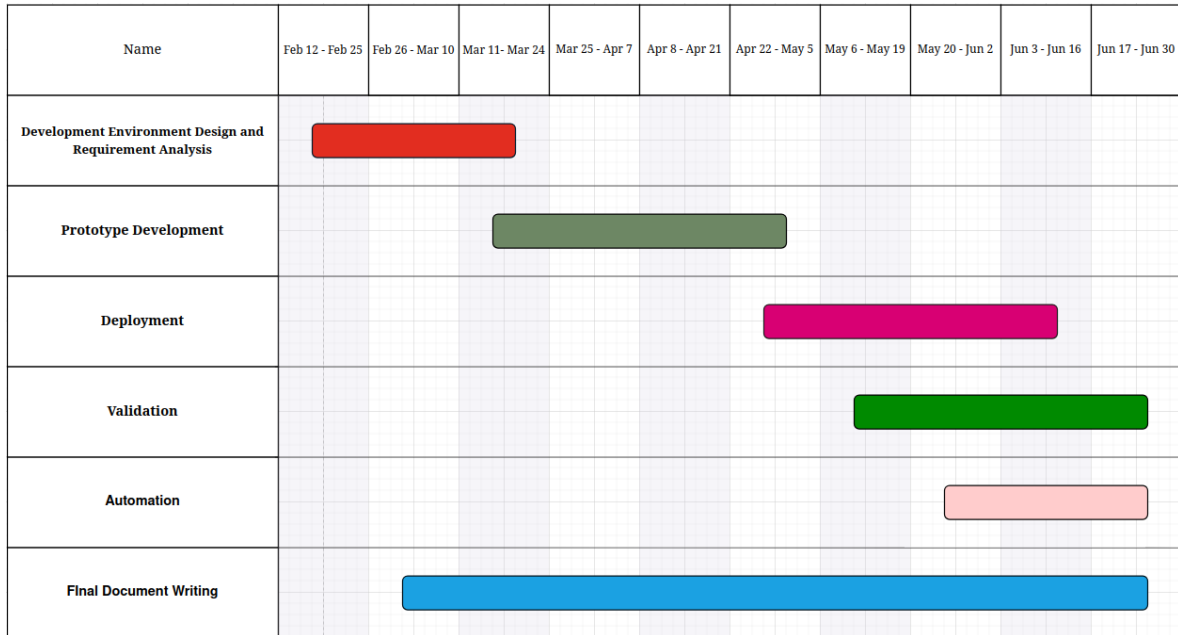 Name
Feb 12 - Feb 25
Feb 26 - Mar 10
Mar 11- Mar 24
Mar 25 - Apr 7
Apr 8 - Apr 21
Apr 22 - May 5
May 6 - May 19
May 20 - Jun 2
Jun 3 - Jun 16
Jun 17 - Jun 30
Development Environment Design and
Requirement Analysis
Prototype Development
Deployment
Validation
Automation
FInal Document Writing